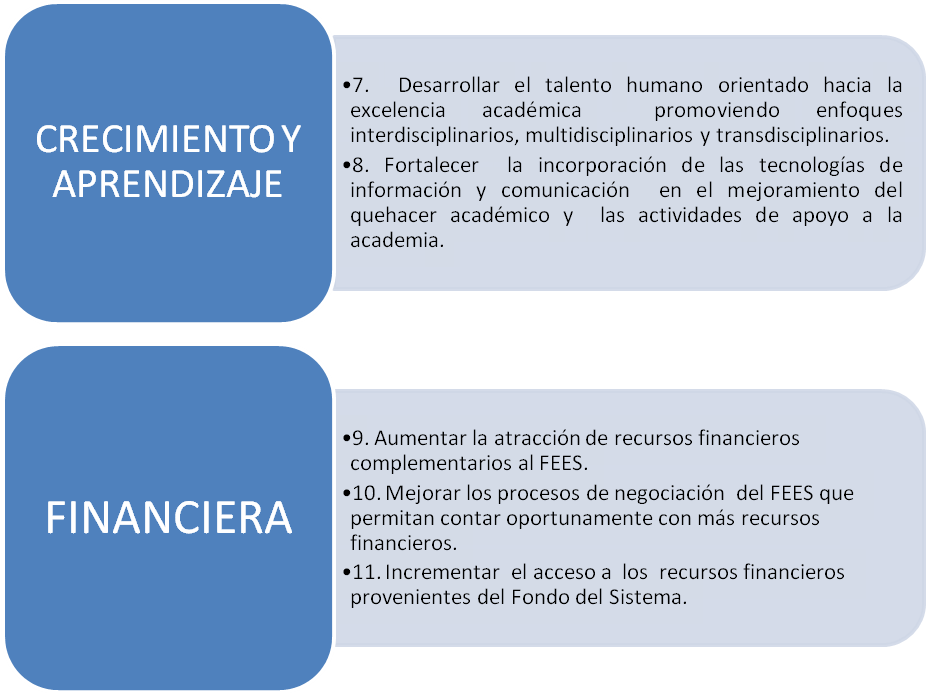 CRECIMIENTO Y
APRENDIZAJE
•7. Desarrollar el talento humano orientado hacia la
excelencia académica promoviendo enfoques
interdisciplinarios, multidisciplinarios y transdisciplinarios.
•8. Fortalecer la incorporación de las tecnologías de
información y comunicación en el mejoramiento del
quehacer académico y las actividades de apoyo a la
academia.
FINANCIERA
•9. Aumentar la atracción de recursos financieros
complementarios al FEES.
•10. Mejorar los procesos de negociación del FEES que
permitan contar oportunamente con más recursos
financieros.
•11. Incrementar el acceso a los recursos financieros
provenientes del Fondo del Sistema.